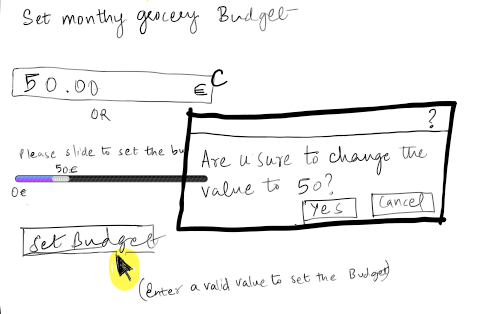 Set monthy grocery Budget
50.00 € C
OR
Please slide to set the bu
50€
0€
?
Are u sure to change the
value to 50?
Yes Cancel
Set Budget
(Enter a valid value to set the Budget)